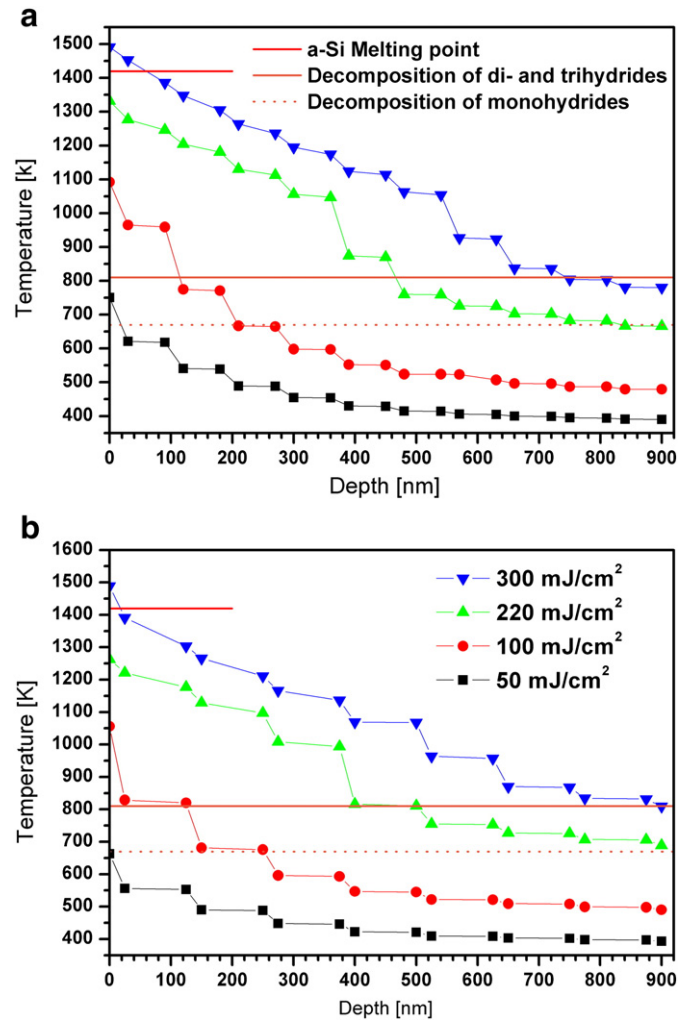 a
1500
1400
1300
1200
1100
1000
900
800
700
600
500
400
Temperature [k]
a-Si Melting point
Decomposition of di- and trihydrides
Decomposition of monohydrides
0 100 200 300 400 500 600 700 800 900
Depth [nm]
b
1600
1500
1400
1300
1200
1100
1000
900
800
700
600
500
400
Temperature [K]
300 mJ/cm²
220 mJ/cm²
100 mJ/cm²
50 mJ/cm²
0 100 200 300 400 500 600 700 800 900
Depth [nm]